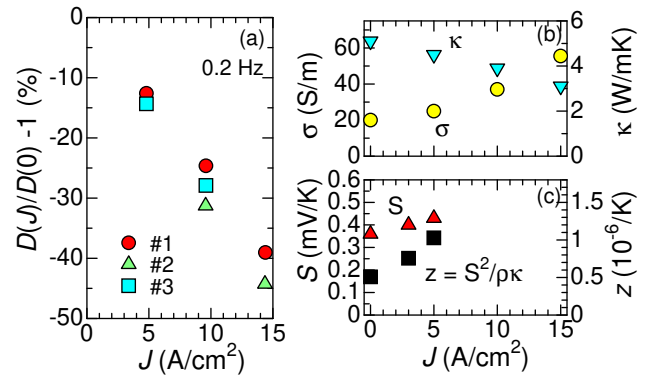 0
-10
-20
-30
-40
-50
D(J)/D(0) -1 (%)
(a)
0.2 Hz
#1
#2
#3
0 5 10 15
J (A/cm²)
60
40
20
0
σ (S/m)
(b)
κ
σ
6
4
2
0
κ (W/mK)
0.6
0.5
0.4
0.3
0.2
0.1
0
S (mV/K)
(c)
S
z = S²/ρκ
1.5
1
0.5
0
z (10⁻⁶/K)
0 5 10 15
J (A/cm²)